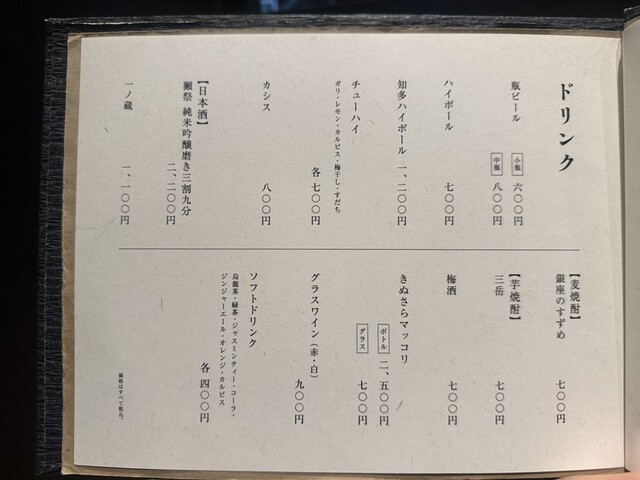 ドリンク
瓶ビール
小瓶 六〇〇円
中瓶 八〇〇円
ハイボール 七〇〇円
知多ハイボール 一、二〇〇円
チューハイ
ガリ・レモン・カルピス・梅干し・すだち
各 七〇〇円
カシス 八〇〇円
【日本酒】
獺祭 純米吟醸磨き三割九分
二、二〇〇円
一ノ蔵 一、一〇〇円
【麦焼酎】
銀座のすずめ 七〇〇円
【芋焼酎】
三岳 七〇〇円
梅酒 七〇〇円
きぬさらマッコリ
ボトル 二、五〇〇円
グラス 七〇〇円
グラスワイン（赤・白）
九〇〇円
ソフトドリンク
烏龍茶・緑茶・ジャスミンティー・コーラ・
ジンジャーエール・オレンジ・カルピス
各 四〇〇円
価格はすべて税込。